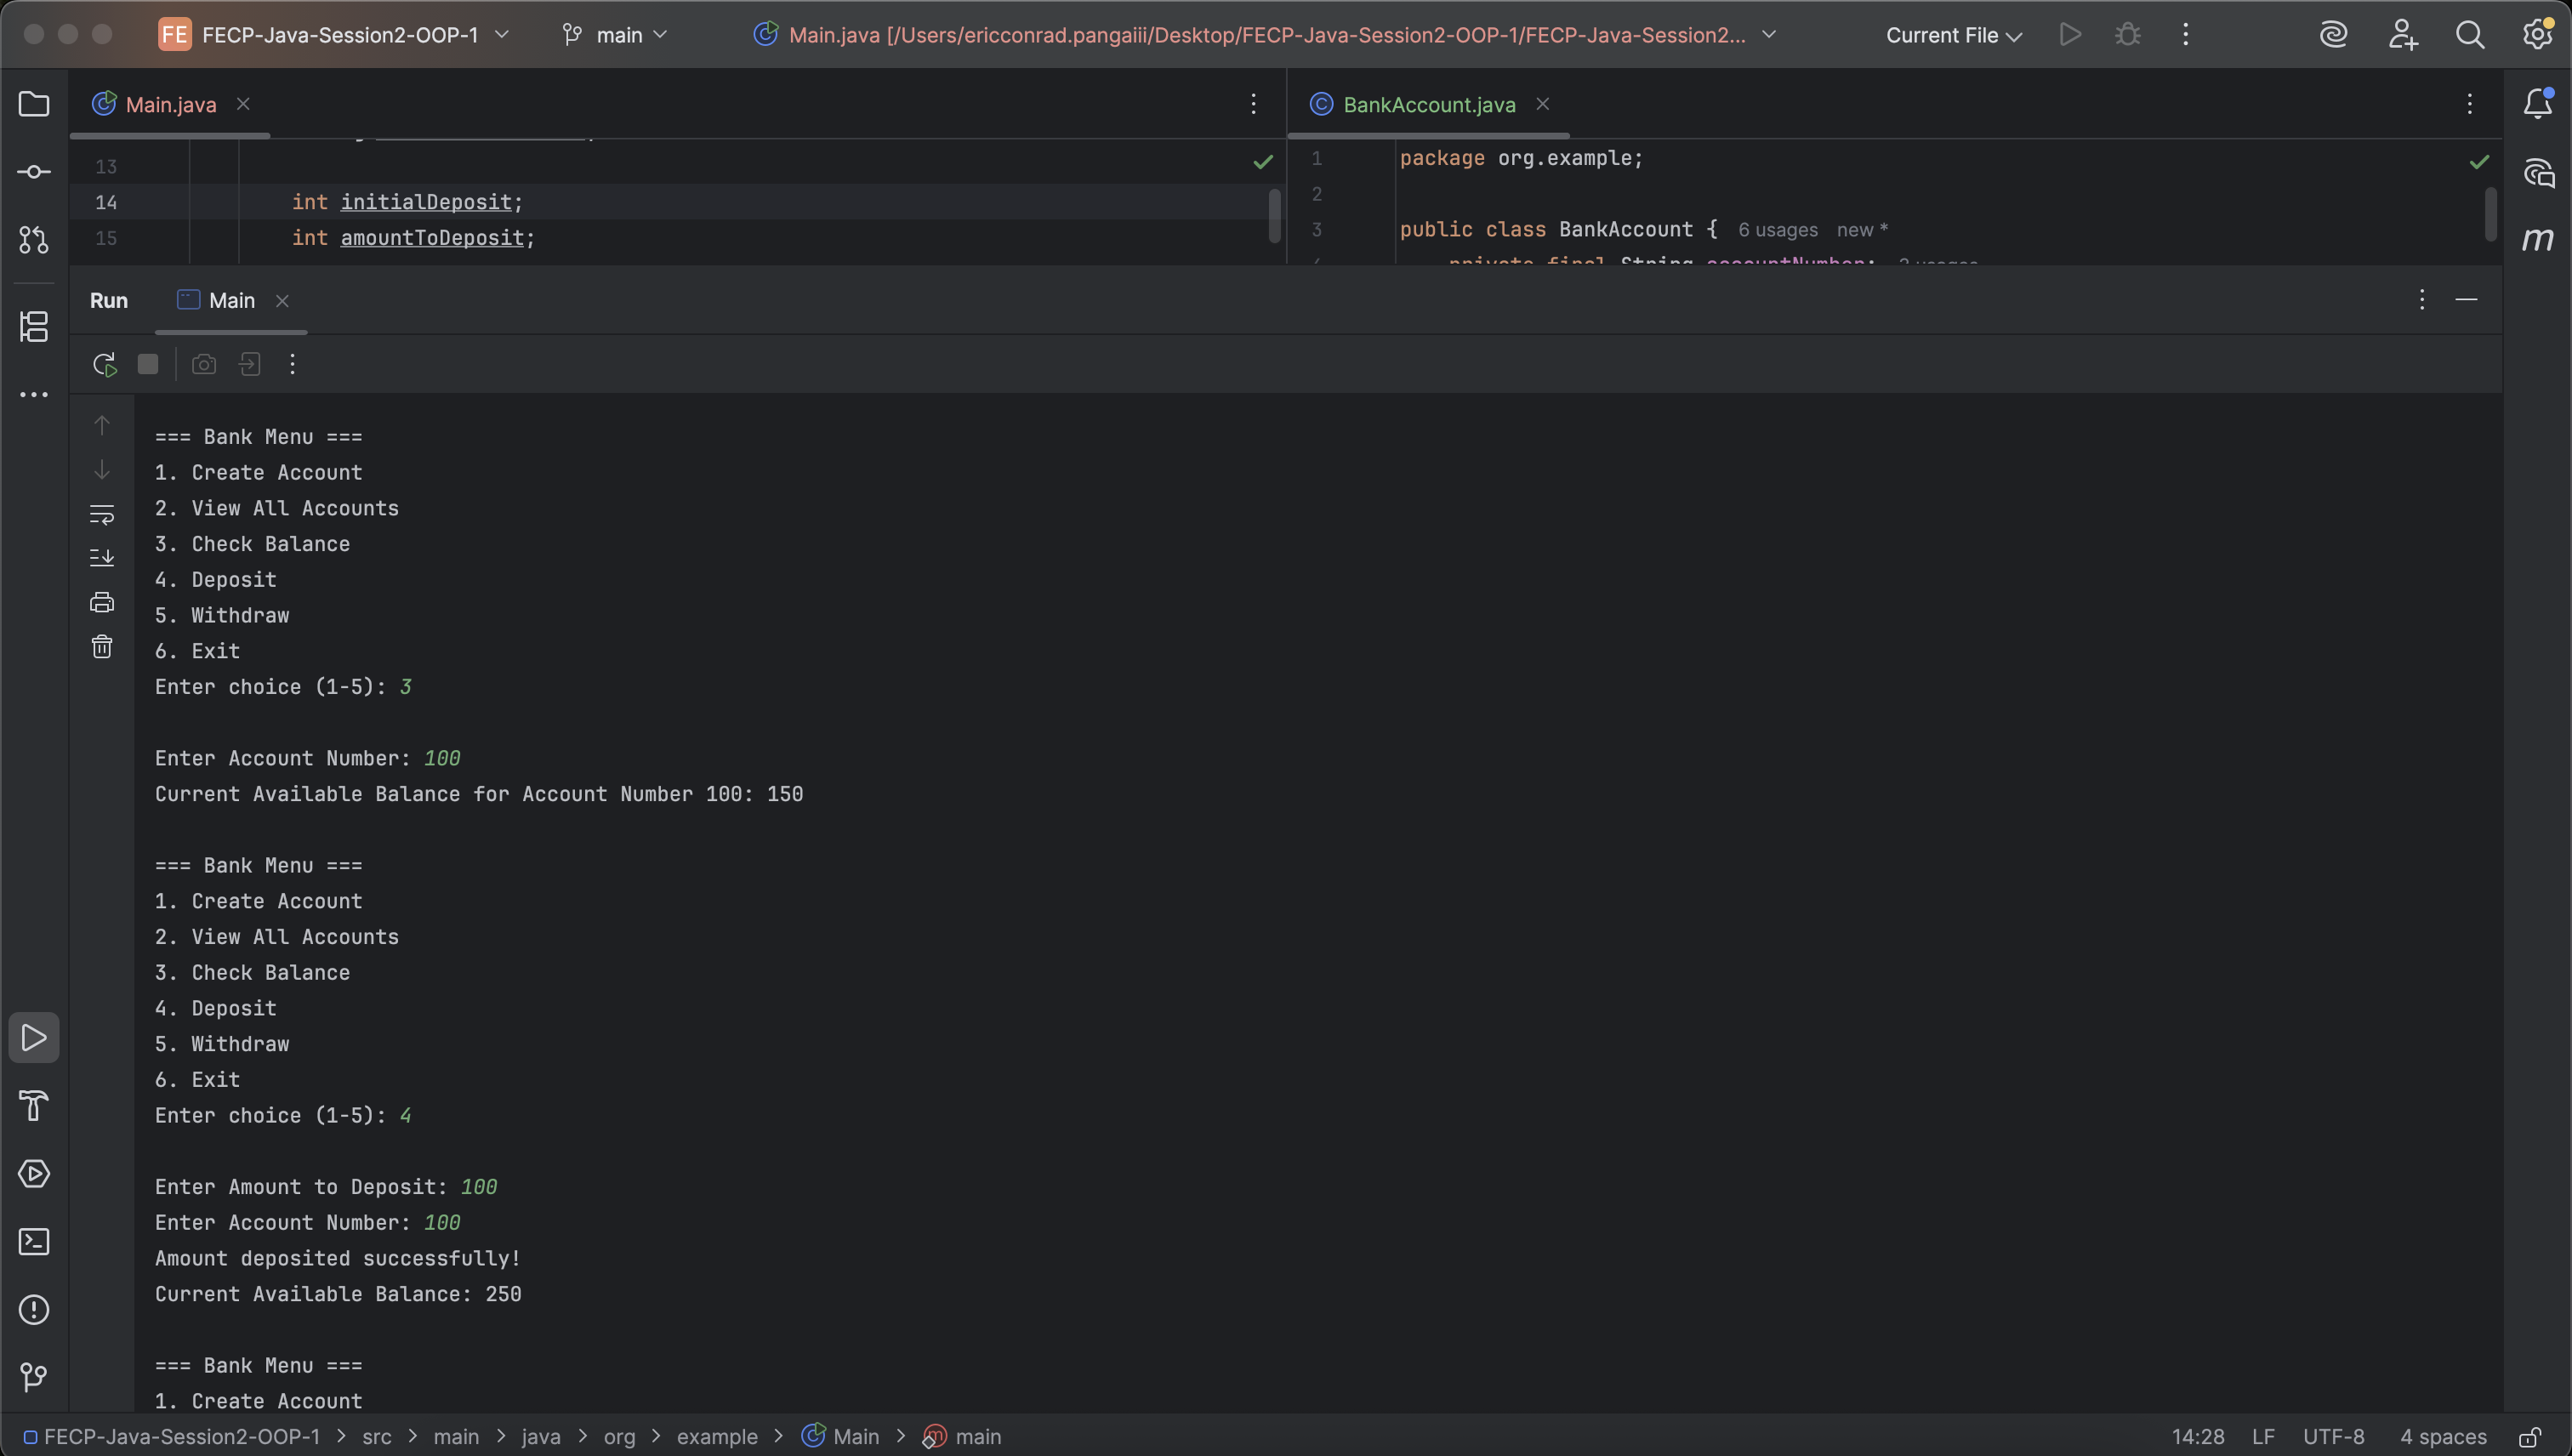 FE FECP-Java-Session2-OOP-1 main Main.java [/Users/ericconrad.pangaiii/Desktop/FECP-Java-Session2-OOP-1/FECP-Java-Session2... Current File
Main.java
BankAccount.java
13
14 int initialDeposit;
15 int amountToDeposit;
1 package org.example;
2
3 public class BankAccount { 6 usages new *
private final String accountNumber;
Run Main
=== Bank Menu ===
1. Create Account
2. View All Accounts
3. Check Balance
4. Deposit
5. Withdraw
6. Exit
Enter choice (1-5): 3
Enter Account Number: 100
Current Available Balance for Account Number 100: 150
=== Bank Menu ===
1. Create Account
2. View All Accounts
3. Check Balance
4. Deposit
5. Withdraw
6. Exit
Enter choice (1-5): 4
Enter Amount to Deposit: 100
Enter Account Number: 100
Amount deposited successfully!
Current Available Balance: 250
=== Bank Menu ===
1. Create Account
FECP-Java-Session2-OOP-1 > src > main > java > org > example > Main > main 14:28 LF UTF-8 4 spaces